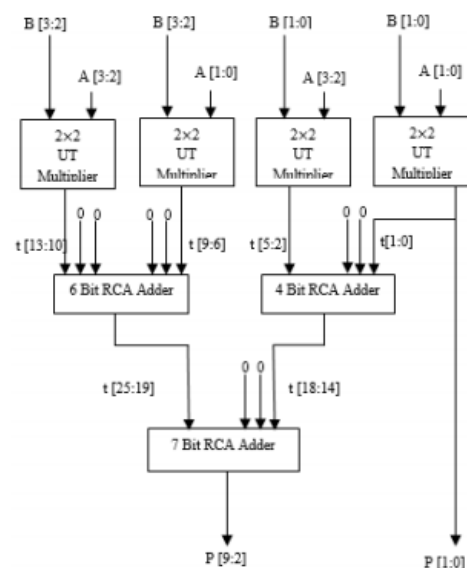 B [3:2] B [3:2] B [1:0] B [1:0]
A [3:2] A [1:0] A [3:2] A [1:0]
2×2 2×2 2×2 2×2
UT UT UT UT
Multiplier Multiplier Multiplier Multiplier
0 0 0 0 0 0
t [13:10] t [9:6] t [5:2] t[1:0]
6 Bit RCA Adder 4 Bit RCA Adder
0 0
t [25:19] t [18:14]
7 Bit RCA Adder
P [9:2] P [1:0]